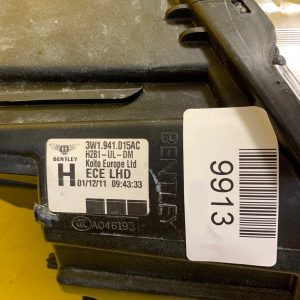 BENTLEY
3W1.941.015AC
H281-UL-DM
Koito Europe Ltd
H
ECE LHD
01/12/11 09:43:33
BENTLEY
A046193
9913